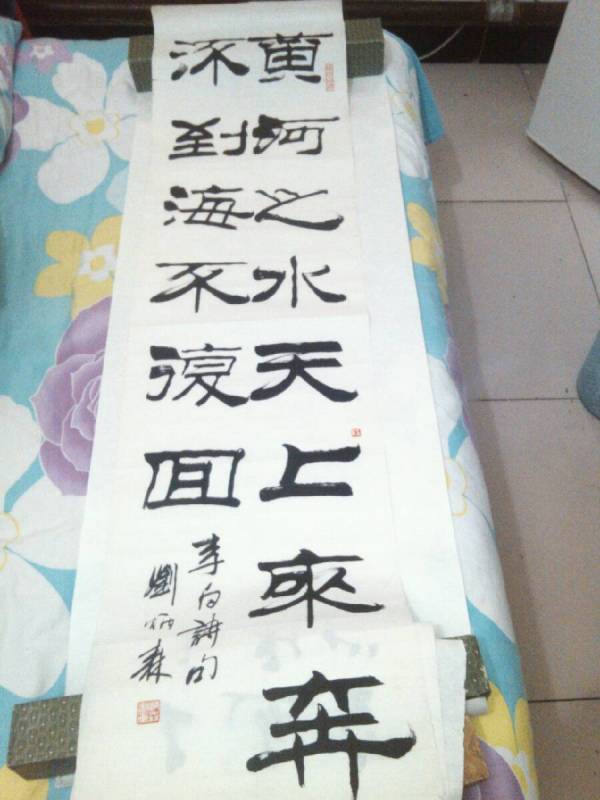 黄河之水天上來奔
流到海不復回
李白詩句
劉炳森